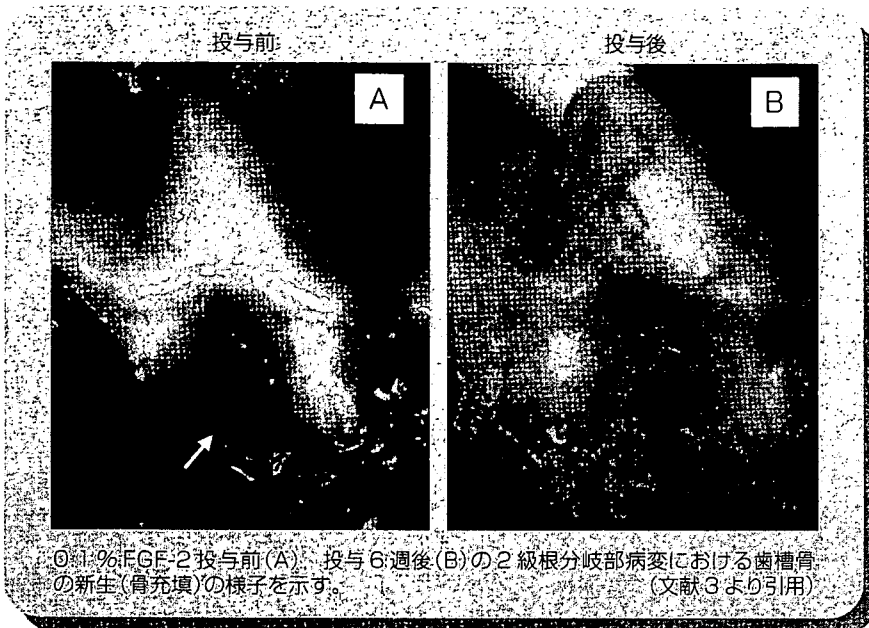 投与前
投与後
A
B
0.1%FGF-2投与前(A) 投与6週後(B)の2級根分岐部病変における歯槽骨
の新生(骨充填)の様子を示す。
(文献3より引用)